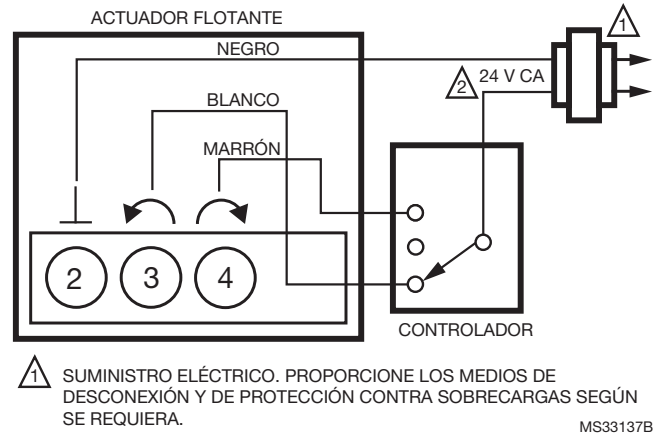 ACTUADOR FLOTANTE
1
NEGRO
2
24 V CA
BLANCO
MARRÓN
2
3
4
CONTROLADOR
1
SUMINISTRO ELÉCTRICO. PROPORCIONE LOS MEDIOS DE
DESCONEXIÓN Y DE PROTECCIÓN CONTRA SOBRECARGAS SEGÚN
SE REQUIERA.
MS33137B